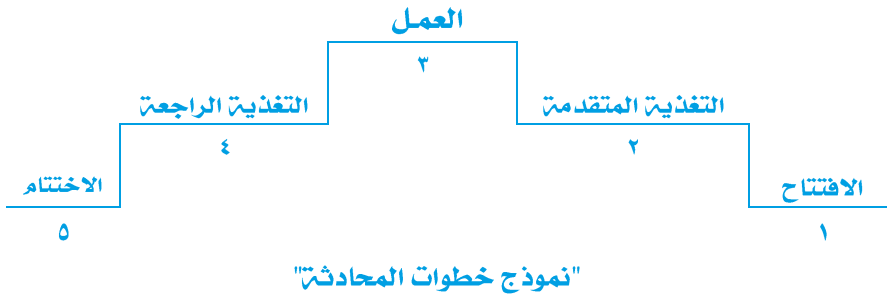 العمل
٣
التغذية المتقدمة
٢
التغذية الراجعة
٤
الافتتاح
١
الاختتام
٥
"نموذج خطوات المحادثة"